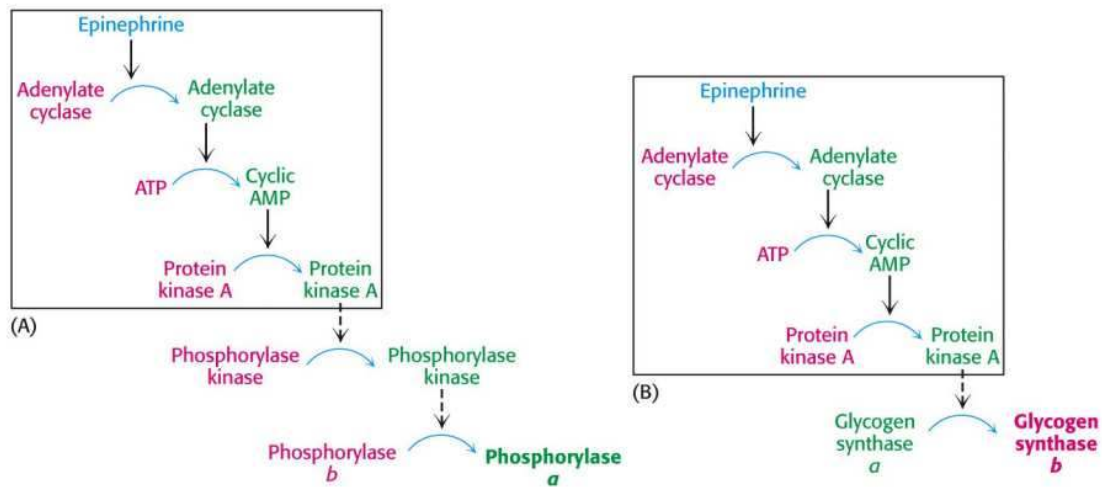 Epinephrine
Adenylate
cyclase
Adenylate
cyclase
ATP
Cyclic
AMP
Protein
kinase A
Protein
kinase A
(A)
Phosphorylase
kinase
Phosphorylase
kinase
Phosphorylase
b
Phosphorylase
a
Epinephrine
Adenylate
cyclase
Adenylate
cyclase
ATP
Cyclic
AMP
Protein
kinase A
Protein
kinase A
(B)
Glycogen
synthase
a
Glycogen
synthase
b